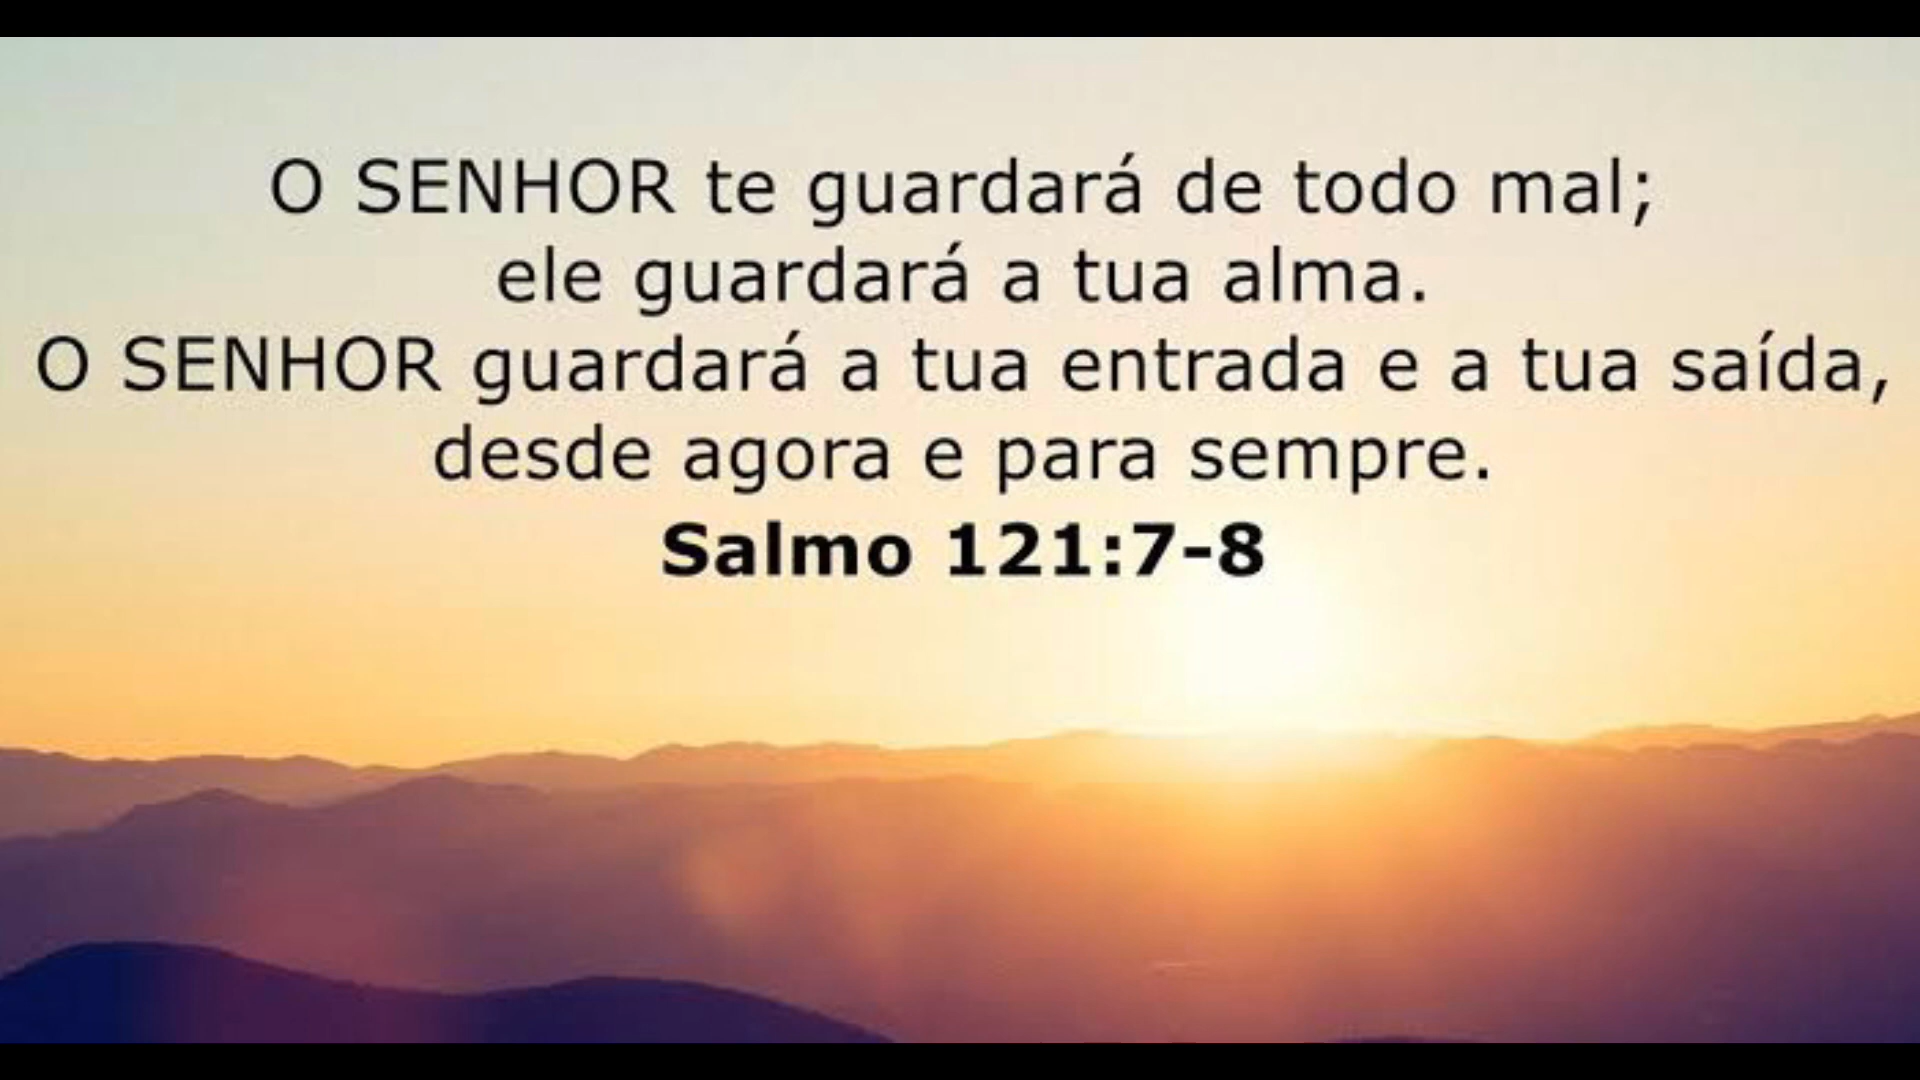 O SENHOR te guardará de todo mal;
ele guardará a tua alma.
O SENHOR guardará a tua entrada e a tua saída,
desde agora e para sempre.
Salmo 121:7-8